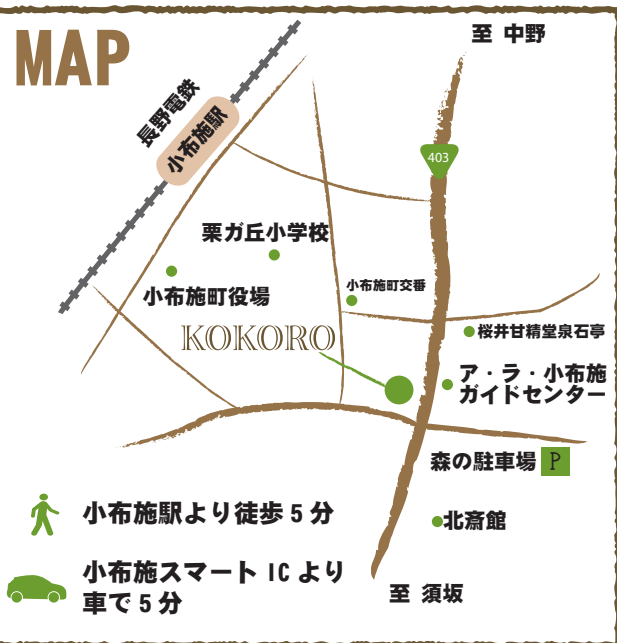 MAP
至 中野
長野電鉄
小布施駅
403
栗ガ丘小学校
小布施町役場
小布施町交番
KOKORO
桜井甘精堂泉石亭
ア・ラ・小布施
ガイドセンター
森の駐車場 P
北斎館
小布施駅より徒歩 5 分
小布施スマート IC より
車で 5 分
至 須坂